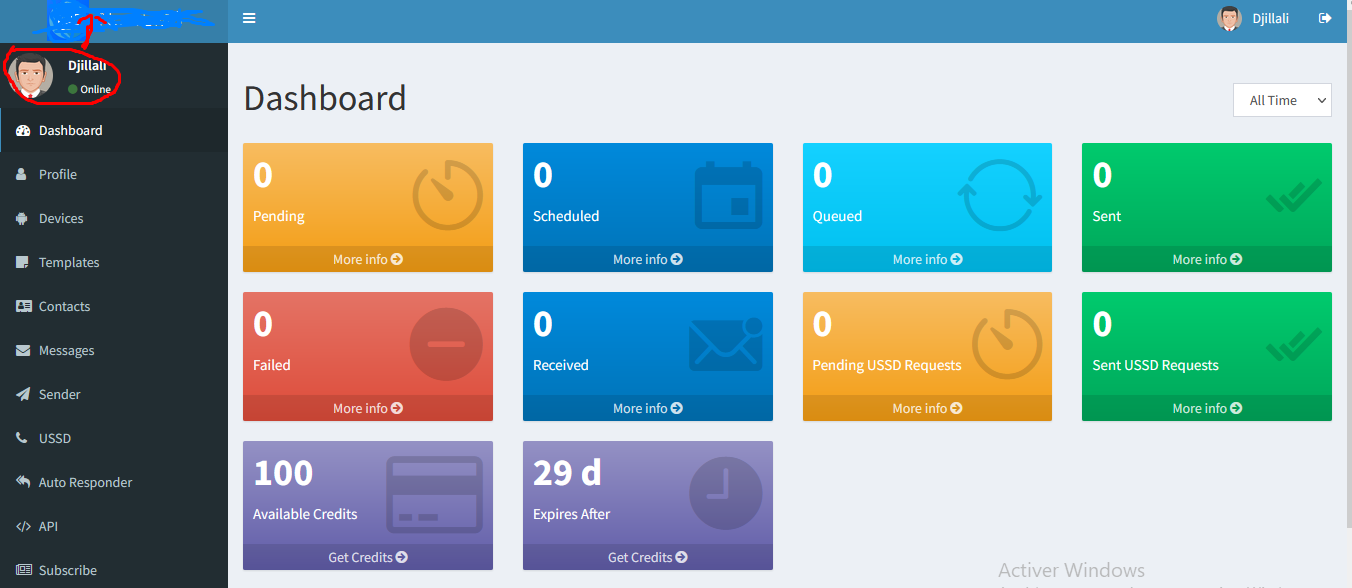 Djillali
Djillali
Online
Dashboard
Profile
Devices
Templates
Contacts
Messages
Sender
USSD
Auto Responder
API
Subscribe
Dashboard
All Time
0
Pending
More info
0
Scheduled
More info
0
Queued
More info
0
Sent
More info
0
Failed
More info
0
Received
More info
0
Pending USSD Requests
More info
0
Sent USSD Requests
More info
100
Available Credits
Get Credits
29 d
Expires After
Get Credits
Activer Windows